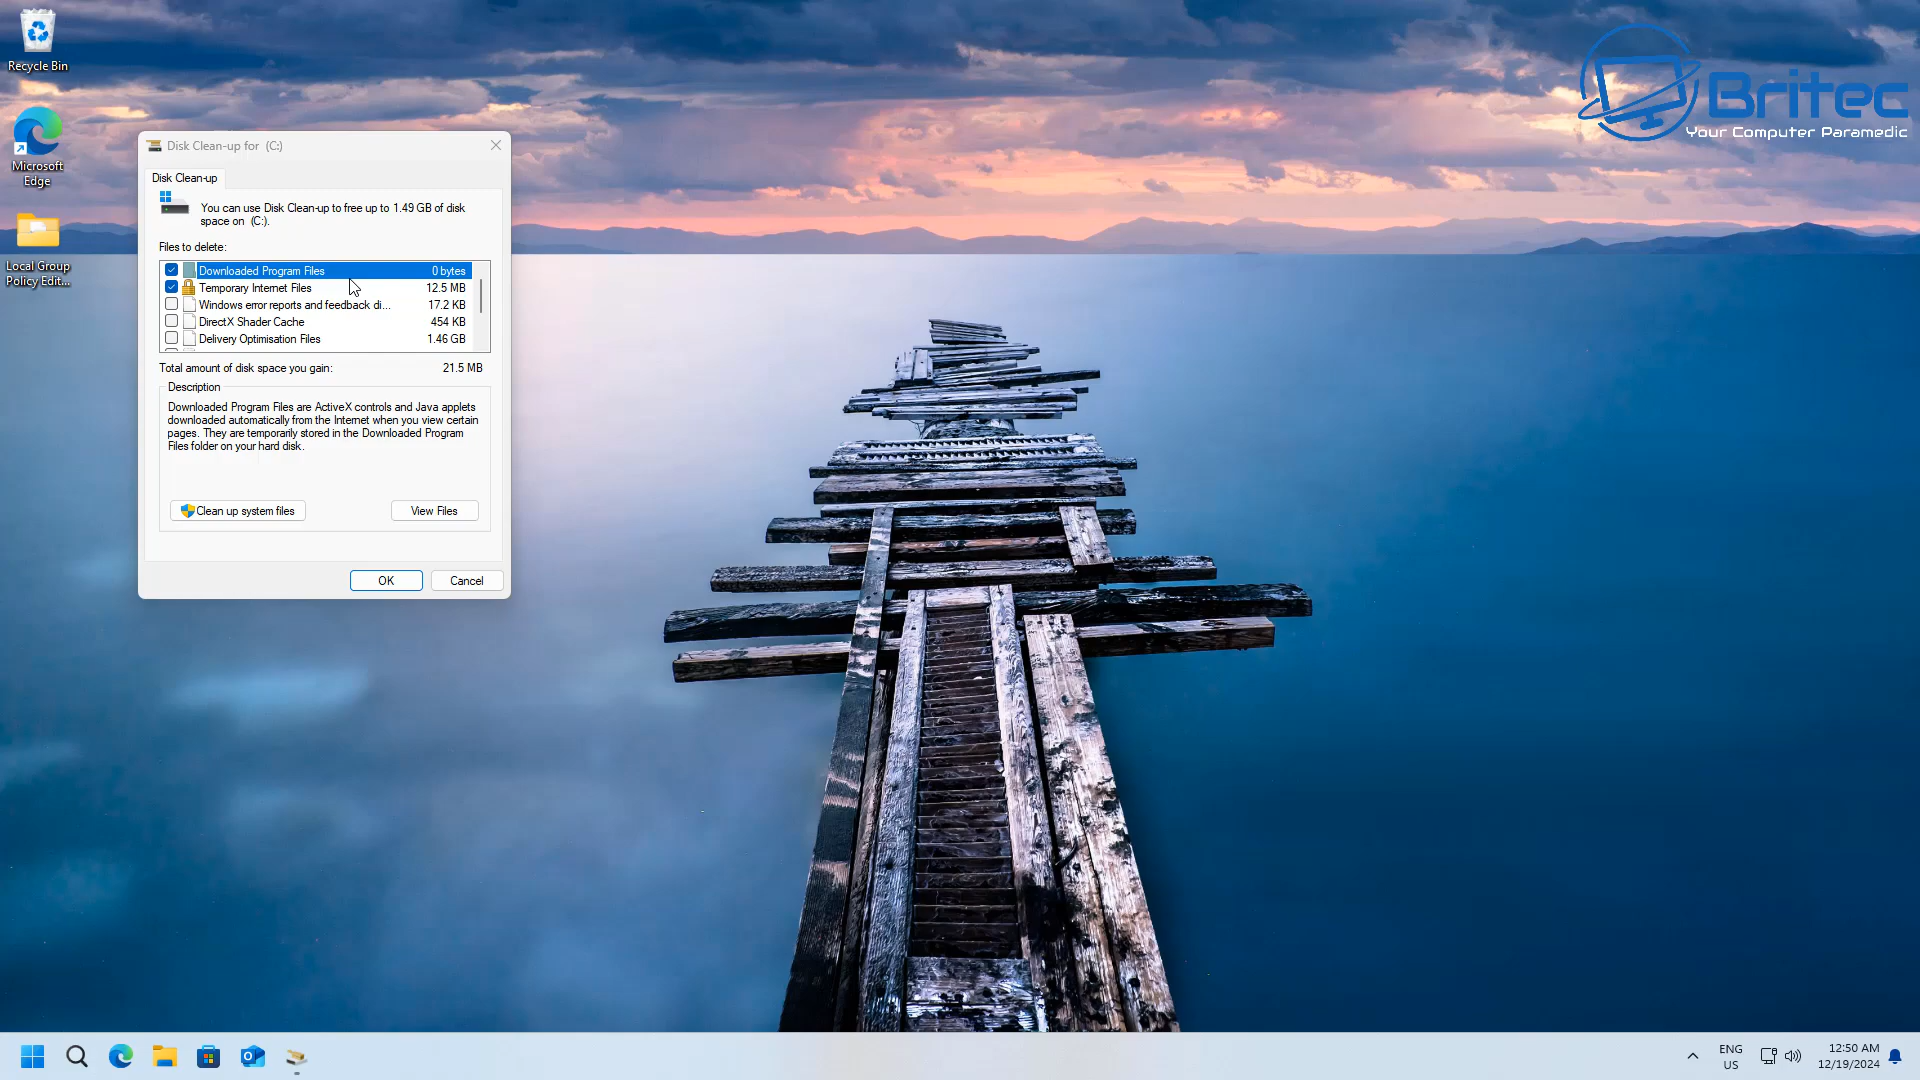 Recycle Bin
Microsoft
Edge
Local Group
Policy Edit...
Britec
Your Computer Paramedic
Disk Clean-up for (C:)
Disk Clean-up
You can use Disk Clean-up to free up to 1.49 GB of disk
space on (C:).
Files to delete:
Downloaded Program Files 0 bytes
Temporary Internet Files 12.5 MB
Windows error reports and feedback di... 17.2 KB
DirectX Shader Cache 454 KB
Delivery Optimisation Files 1.46 GB
Total amount of disk space you gain: 21.5 MB
Description
Downloaded Program Files are ActiveX controls and Java applets
downloaded automatically from the Internet when you view certain
pages. They are temporarily stored in the Downloaded Program
Files folder on your hard disk.
Clean up system files View Files
OK Cancel
ENG
US
12:50 AM
12/19/2024